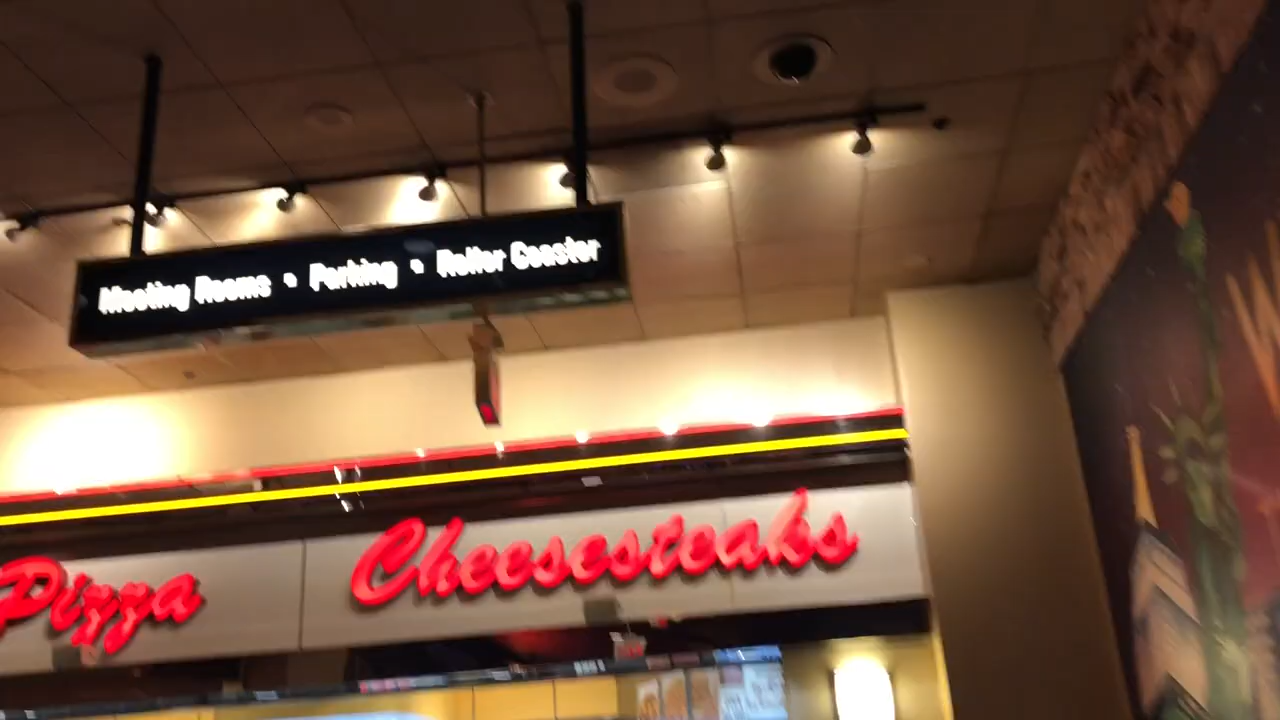 Meeting Rooms • Parking • Roller Coaster
Pizza Cheesesteaks